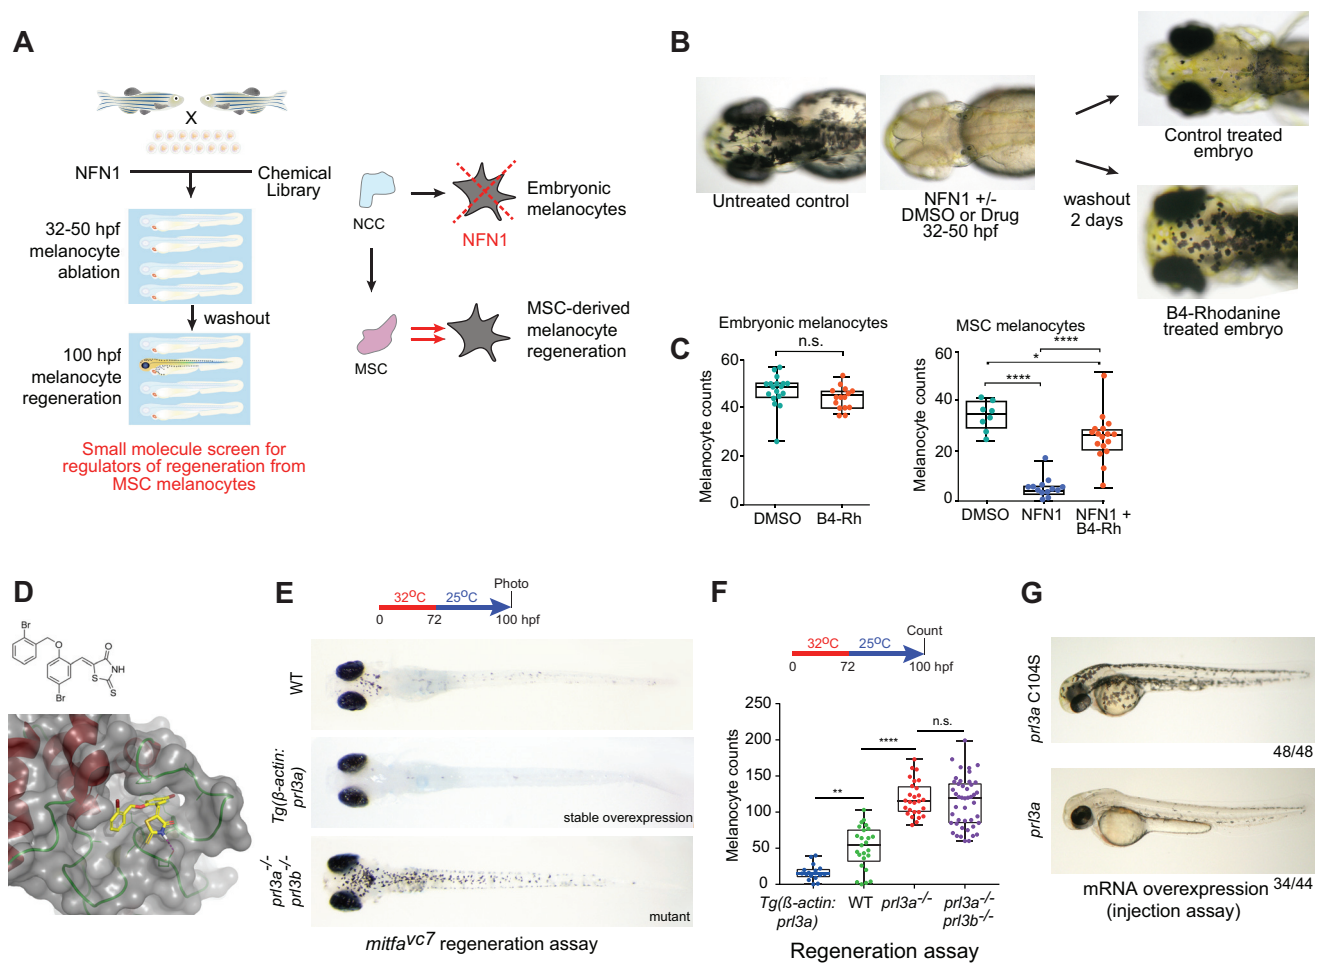 A
X
NFN1
Chemical
Library
32-50 hpf
melanocyte
ablation
washout
100 hpf
melanocyte
regeneration
Small molecule screen for
regulators of regeneration from
MSC melanocytes
NCC
NFN1
Embryonic
melanocytes
MSC
MSC-derived
melanocyte
regeneration
B
Untreated control
NFN1 +/-
DMSO or Drug
32-50 hpf
washout
2 days
Control treated
embryo
B4-Rhodanine
treated embryo
C
Embryonic melanocytes
n.s.
Melanocyte counts
60
40
20
0
DMSO
B4-Rh
MSC melanocytes
****
*
****
Melanocyte counts
60
40
20
0
DMSO
NFN1
NFN1 +
B4-Rh
D
Br
O
O
NH
S
S
Br
E
32ºC
25ºC
Photo
0
72
100 hpf
WT
Tg(ß-actin:
prl3a)
stable overexpression
prl3a-/-
prl3b-/-
mutant
mitfavc7 regeneration assay
F
32ºC
25ºC
Count
0
72
100 hpf
Melanocyte counts
250
200
150
100
50
0
**
****
n.s.
Tg(ß-actin:
prl3a)
WT
prl3a-/-
prl3a-/-
prl3b-/-
Regeneration assay
G
prl3a C104S
48/48
prl3a
34/44
mRNA overexpression
(injection assay)